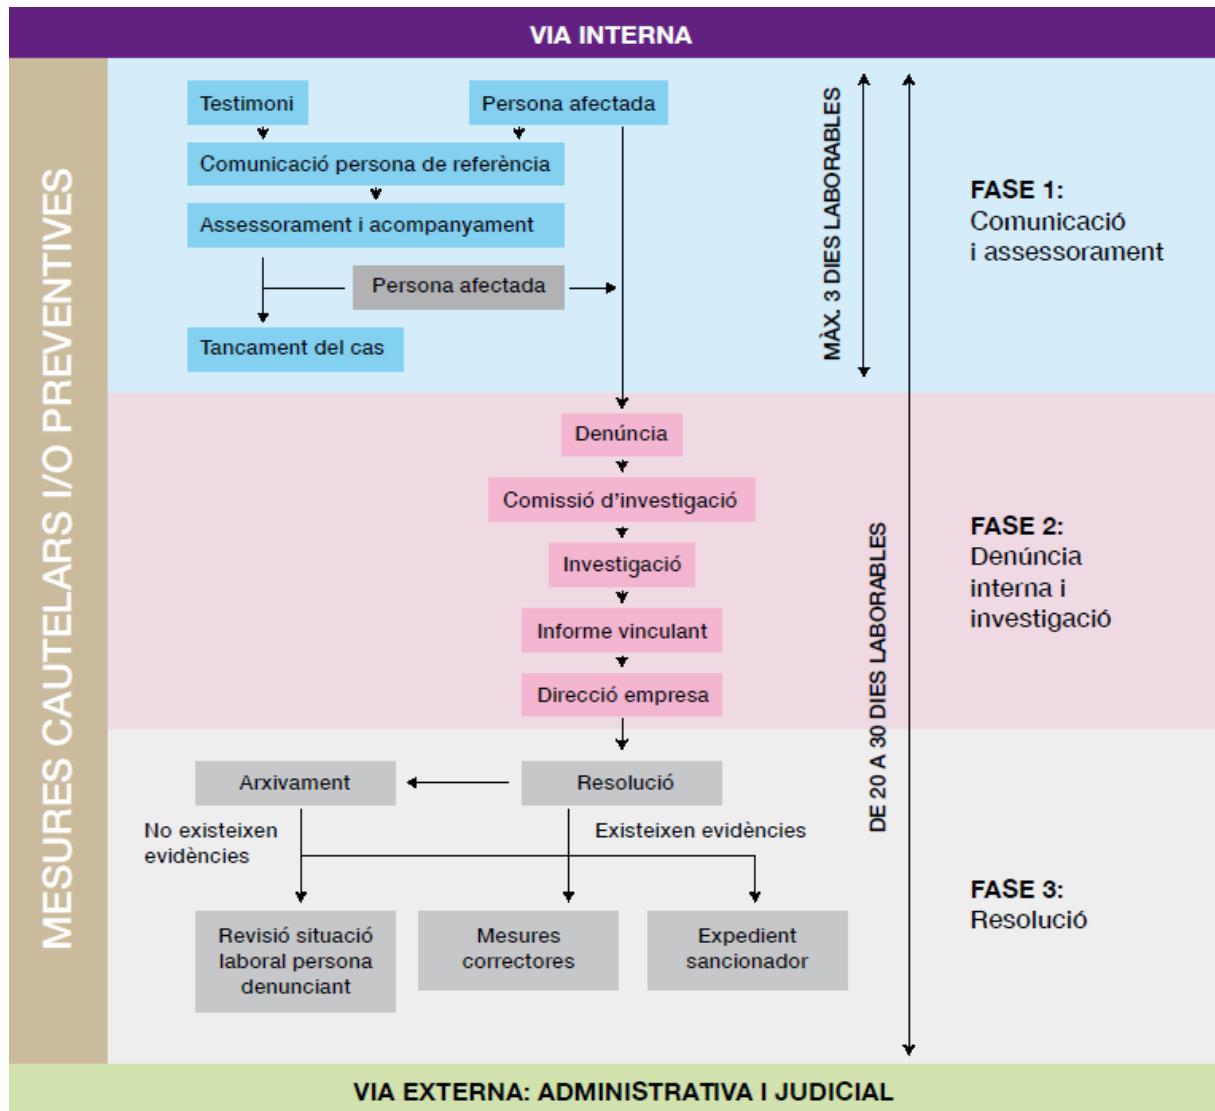 VIA INTERNA
MESURES CAUTELARS I/O PREVENTIVES
Testimoni
Persona afectada
Comunicació persona de referència
Assessorament i acompanyament
Persona afectada
Tancament del cas
MÀX. 3 DIES LABORABLES
FASE 1:
Comunicació
i assessorament
Denúncia
Comissió d'investigació
Investigació
Informe vinculant
Direcció empresa
DE 20 A 30 DIES LABORABLES
FASE 2:
Denúncia
interna i
investigació
Arxivament
Resolució
No existeixen
evidències
Existeixen evidències
Revisió situació
laboral persona
denunciant
Mesures
correctores
Expedient
sancionador
FASE 3:
Resolució
VIA EXTERNA: ADMINISTRATIVA I JUDICIAL